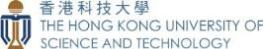 香港科技大學
THE HONG KONG UNIVERSITY OF
SCIENCE AND TECHNOLOGY